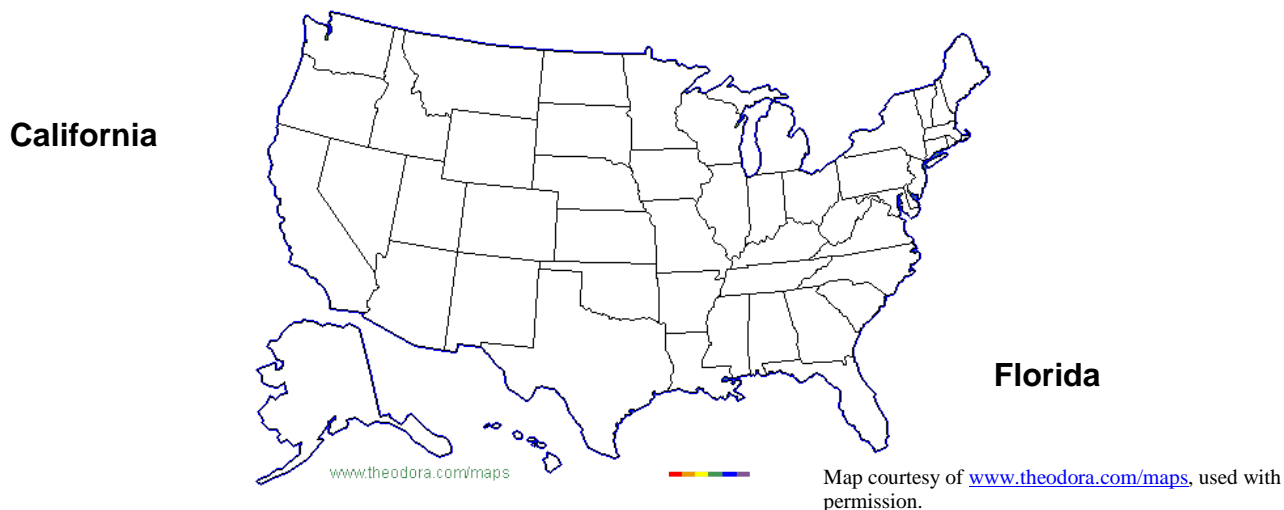 California
Florida
www.theodora.com/maps
Map courtesy of www.theodora.com/maps, used with
permission.